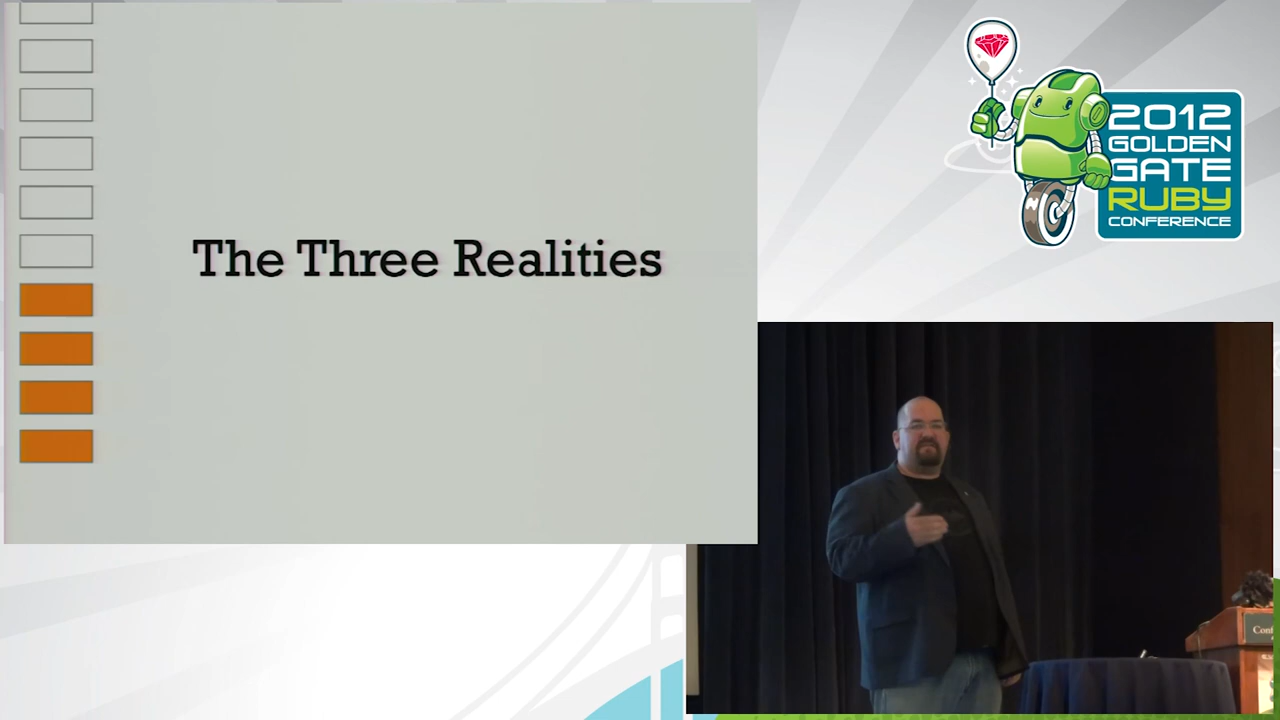 The Three Realities
2012
GOLDEN
GATE
RUBY
CONFERENCE